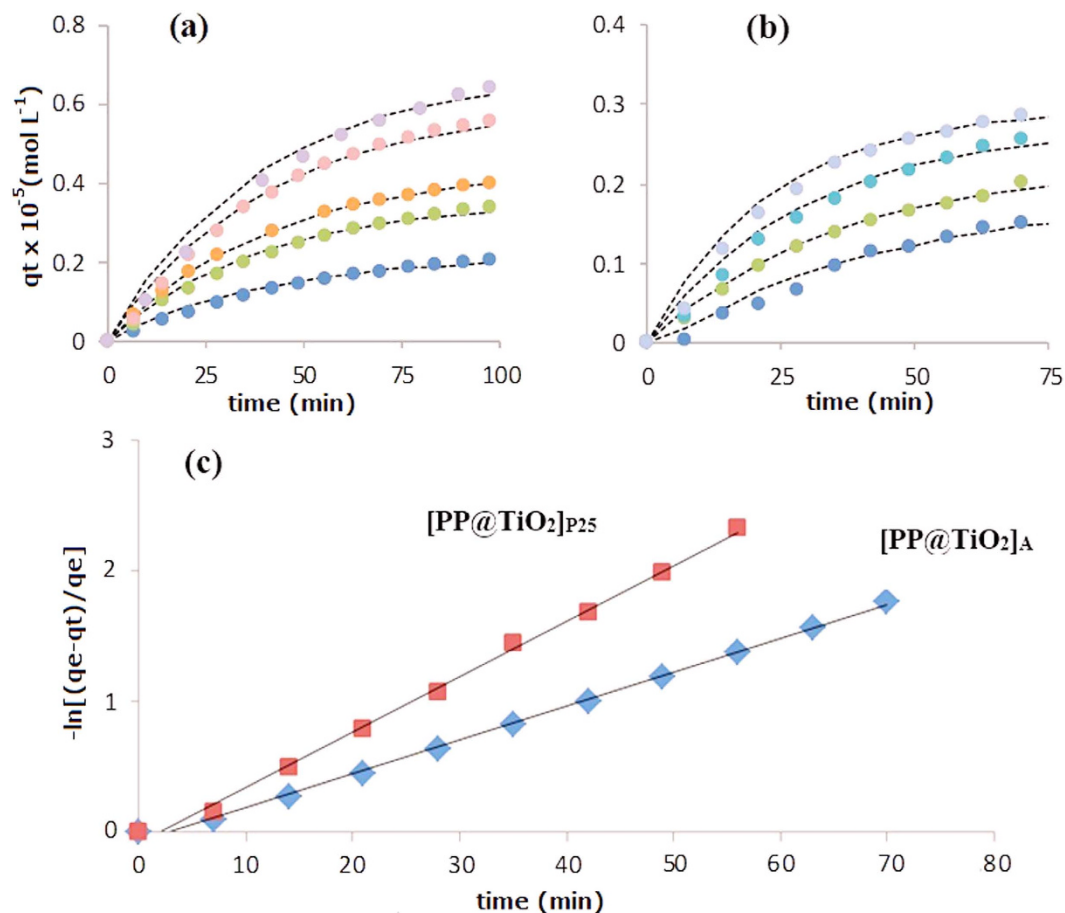 (a)
qt x 10⁻⁵(mol L⁻¹)
0.8
0.6
0.4
0.2
0
0 25 50 75 100
time (min)
(b)
0.4
0.3
0.2
0.1
0
0 25 50 75
time (min)
(c)
-ln[(qe-qt)/qe]
3
2
1
0
[PP@TiO₂]P25
[PP@TiO₂]A
0 10 20 30 40 50 60 70 80
time (min)